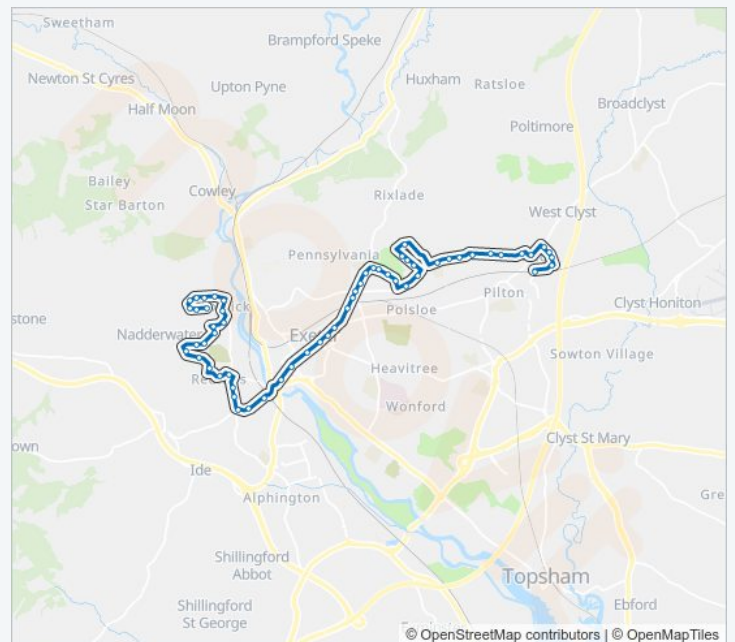 Sweetham
Brampford Speke
Newton St Cyres
Upton Pyne
Huxham
Ratsloe
Half Moon
Broadclyst
Poltimore
Bailey
Cowley
Rixlade
Star Barton
West Clyst
Pennsylvania
Pilton
Clyst Honiton
Polsloe
stone
Nadderwater
Sowton Village
Heavitree
Wonford
Clyst St Mary
own
Ide
Gre
Alphington
Shillingford
Abbot
Topsham
Shillingford
St George
Ebford
© OpenStreetMap contributors | © OpenMapTiles